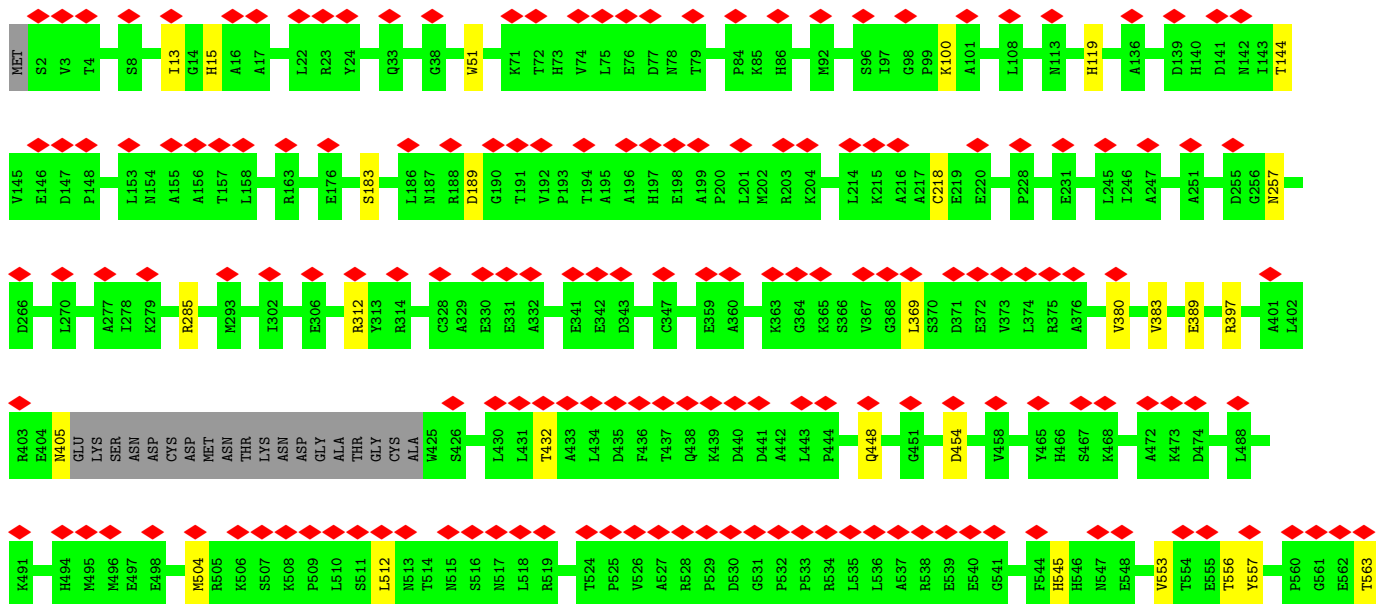 MET S2 V3 T4 S8 I13 G14 H15 A16 A17 L22 R23 Y24 Q33 G38 W51 K71 T72 H73 V74 L75 E76 D77 N78 T79 P84 K85 H86 M92 S96 I97 G98 P99 K100 A101 L108 N113 H119 A136 D139 H140 D141 N142 I143 T144
V145 E146 D147 P148 L153 N154 A155 A156 T157 L158 R163 E176 S183 L186 N187 R188 D189 G190 T191 V192 P193 T194 A195 A196 H197 E198 A199 P200 L201 M202 R203 K204 L214 K215 A216 A217 C218 E219 E220 P228 E231 L245 I246 A247 A251 D255 G256 N257
D266 L270 A277 I278 K279 R285 M293 I302 E306 R312 Y313 R314 C328 A329 E330 E331 A332 E341 E342 D343 C347 E359 A360 K363 G364 K365 S366 V367 G368 L369 S370 D371 E372 V373 L374 R375 A376 V380 V383 E389 R397 A401 L402
R403 E404 N405 GLU LYS SER ASN ASP CYS ASP MET ASN THR LYS ASN ASP GLY ALA THR GLY CYS ALA W425 S426 L430 L431 T432 A433 L434 D435 F436 T437 Q438 K439 D440 D441 A442 L443 P444 Q448 G451 D454 V458 Y465 H466 S467 K468 A472 K473 D474 L488
K491 H494 M495 M496 E497 E498 M504 R505 K506 S507 K508 P509 L510 S511 L512 N513 T514 N515 S516 N517 L518 R519 T524 P525 V526 A527 R528 P529 D530 G531 P532 P533 R534 L535 L536 A537 R538 E539 E540 G541 F544 H545 H546 N547 E548 V553 T554 E555 T556 Y557 P560 G561 E562 T563